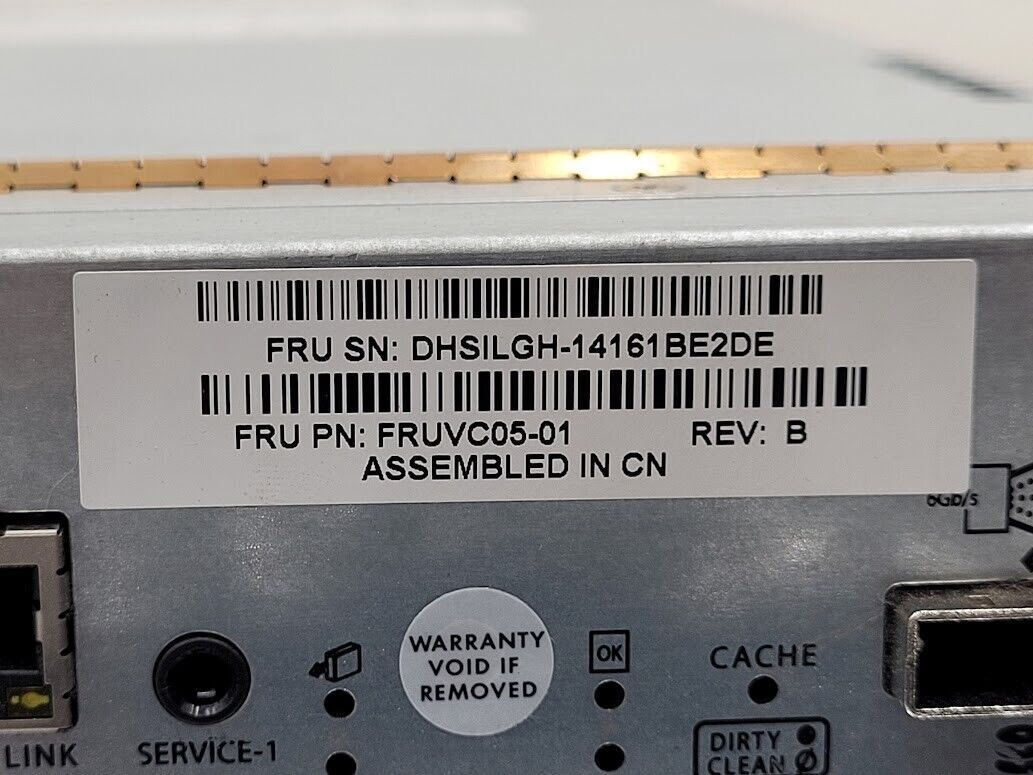 FRU SN: DHSILGH-14161BE2DE
FRU PN: FRUVC05-01 REV: B
ASSEMBLED IN CN
6Gb/s
WARRANTY
VOID IF
REMOVED
OK
CACHE
LINK
SERVICE-1
DIRTY
CLEAN